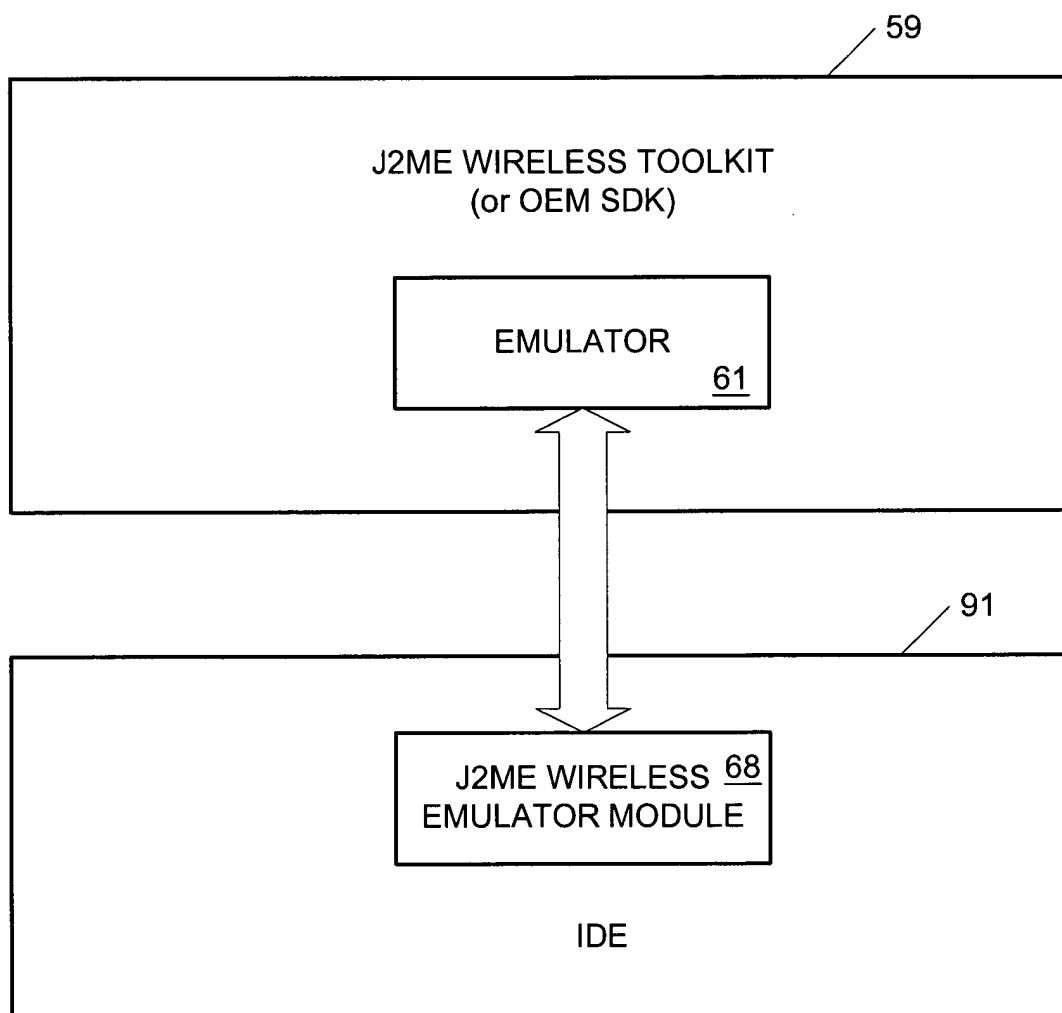 59
J2ME WIRELESS TOOLKIT
(or OEM SDK)
EMULATOR
61
91
J2ME WIRELESS 68
EMULATOR MODULE
IDE